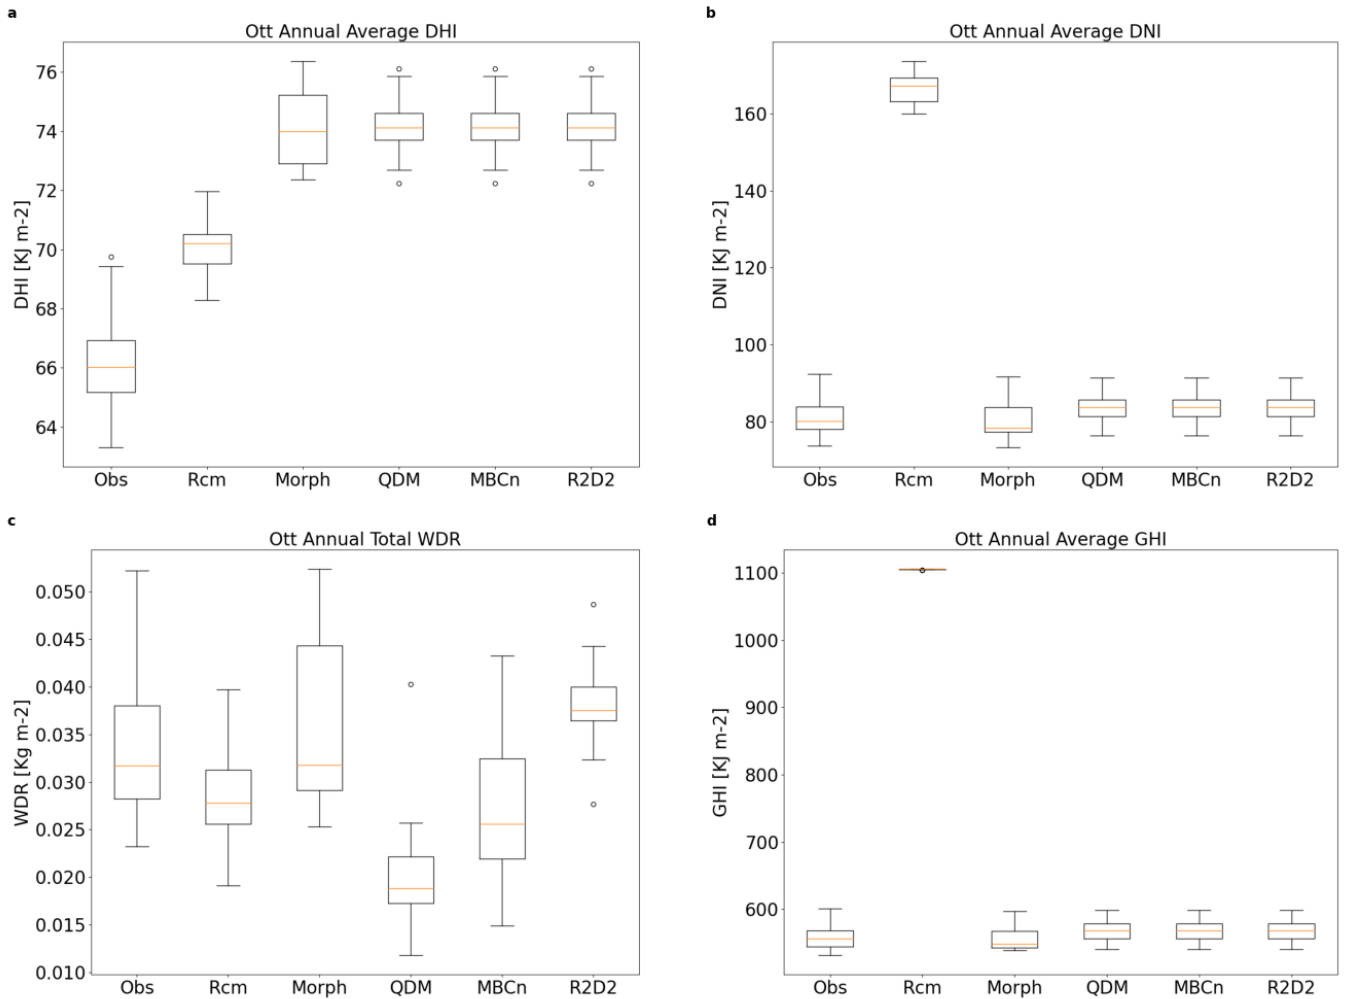 a
Ott Annual Average DHI
DHI [KJ m-2]
76
74
72
70
68
66
64
Obs Rcm Morph QDM MBCn R2D2
b
Ott Annual Average DNI
DNI [KJ m-2]
160
140
120
100
80
Obs Rcm Morph QDM MBCn R2D2
c
Ott Annual Total WDR
WDR [Kg m-2]
0.050
0.045
0.040
0.035
0.030
0.025
0.020
0.015
0.010
Obs Rcm Morph QDM MBCn R2D2
d
Ott Annual Average GHI
GHI [KJ m-2]
1100
1000
900
800
700
600
Obs Rcm Morph QDM MBCn R2D2